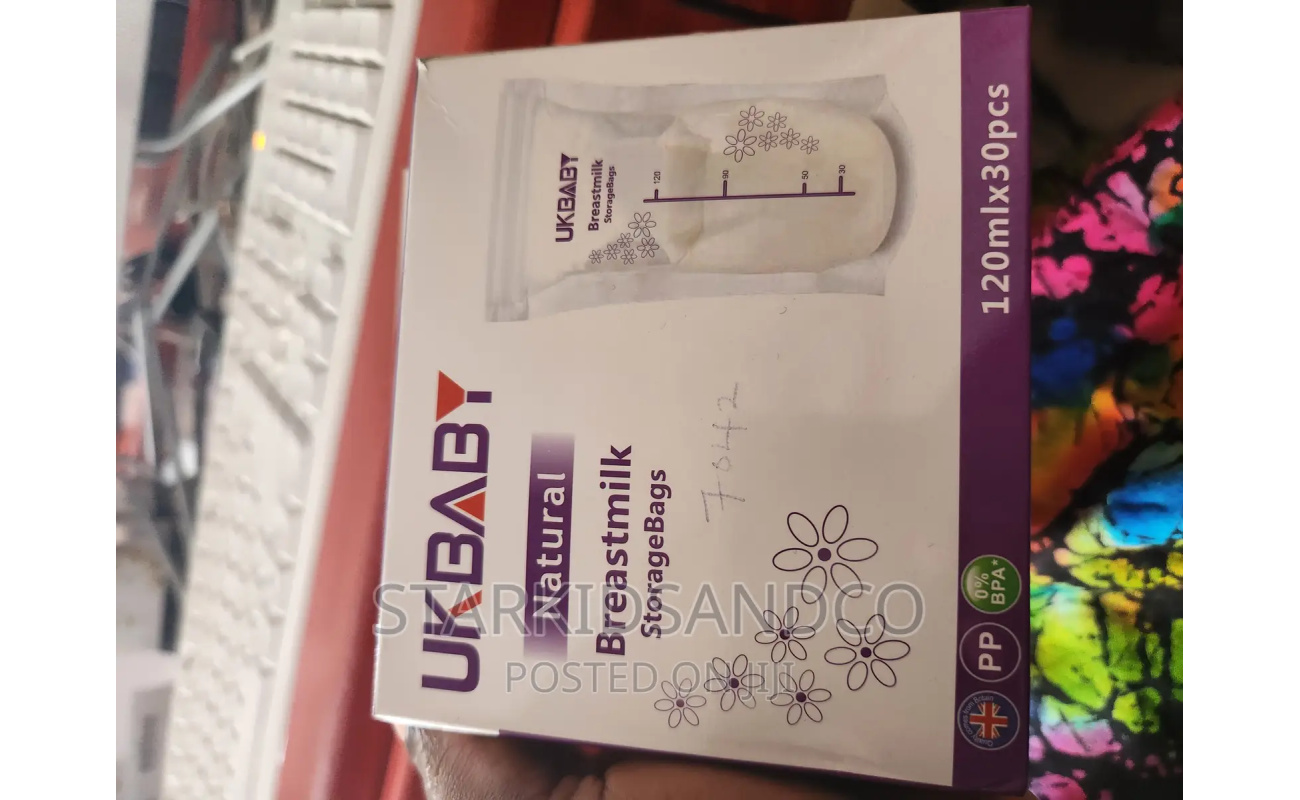 UKBABY
Natural
Breastmilk
StorageBags
7042
UKBABY
Breastmilk
StorageBags
120
90
50
30
0%
BPA*
PP
120mlx30pcs
STARKIDSANDCO
POSTED ON JIJI